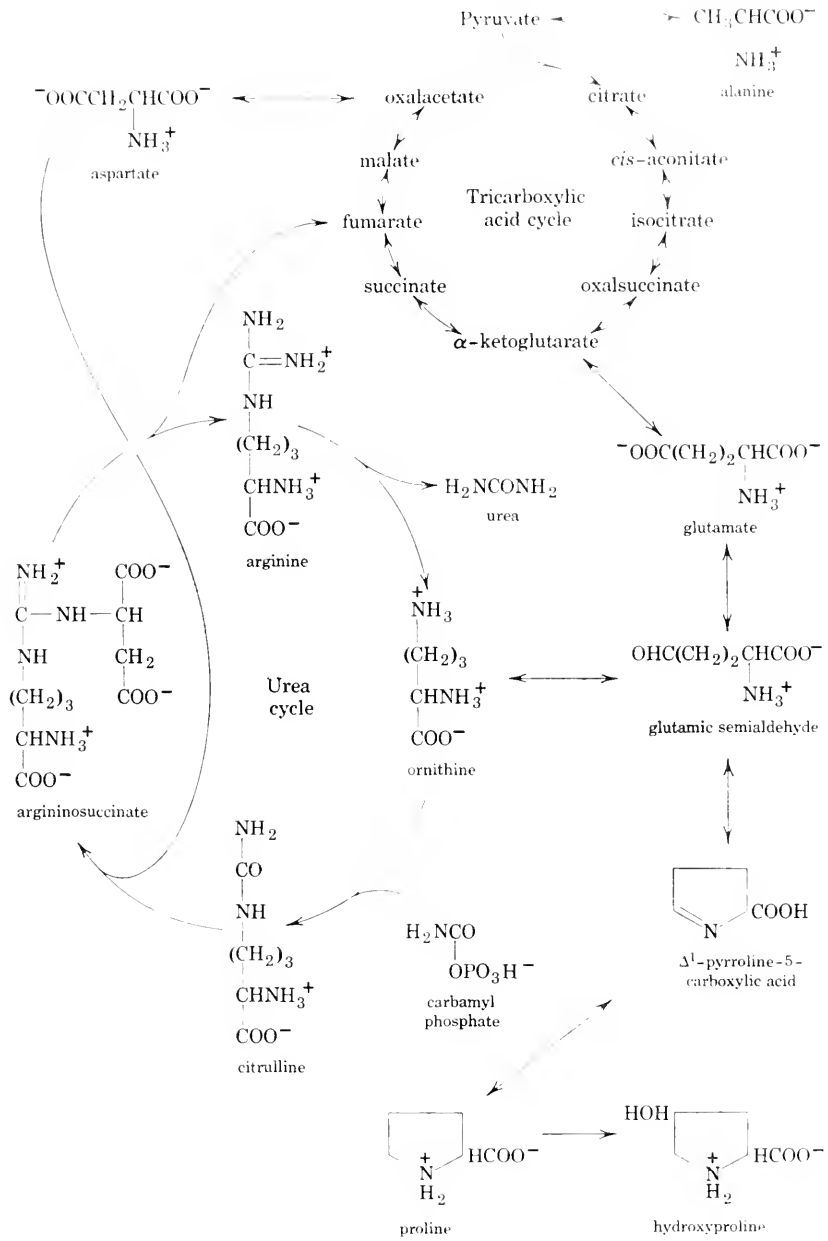 Pyruvate
CH₃CHCOO⁻
NH₃⁺
alanine
⁻OOCCH₂CHCOO⁻
NH₃⁺
aspartate
oxalacetate
citrate
malate
cis-aconitate
Tricarboxylic
acid cycle
fumarate
isocitrate
succinate
oxalsuccinate
α-ketoglutarate
NH₂
C=NH₂⁺
NH
(CH₂)₃
CHNH₃⁺
COO⁻
arginine
H₂NCONH₂
urea
⁻OOC(CH₂)₂CHCOO⁻
NH₃⁺
glutamate
NH₂⁺
COO⁻
C—NH—CH
NH
CH₂
(CH₂)₃
COO⁻
CHNH₃⁺
COO⁻
argininosuccinate
Urea
cycle
⁺NH₃
(CH₂)₃
CHNH₃⁺
COO⁻
ornithine
OHC(CH₂)₂CHCOO⁻
NH₃⁺
glutamic semialdehyde
NH₂
CO
NH
(CH₂)₃
CHNH₃⁺
COO⁻
citrulline
H₂NCO
OPO₃H⁻
carbamyl
phosphate
COOH
N
Δ¹-pyrroline-5-
carboxylic acid
HCOO⁻
⁺N
H₂
proline
HOH
HCOO⁻
⁺N
H₂
hydroxyproline